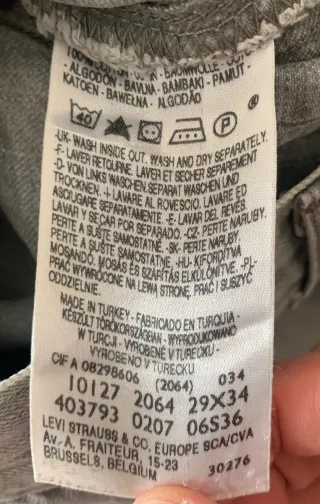 - ALGODÓN - BAVLNA - BAMBAKI - PAMUT -
KATOEN - BAWEŁNA - ALGODÃO
®
40 P
-UK- WASH INSIDE OUT. WASH AND DRY SEPARATELY.
-F- LAVER RETOURNE. LAVER ET SECHER SEPAREMENT
-D- VON LINKS WASCHEN.SEPARAT WASCHEN UND
TROCKNEN. -I- LAVARE AL ROVESCIO. LAVARE ED
ASCIUGARE SEPARATAMENTE. -E- LAVAR DEL REVÉS.
LAVAR Y SECAR POR SEPARADO. -CZ- PERTE NARUBY.
PERTE A SUŠTE SAMOSTATNĚ. -SK- PERTE NARUBY.
PERTE A SUŠTE SAMOSTATNE. -HU- KIFORDÍTVA
MOSANDÓ. MOSÁS ÉS SZÁRÍTÁS ELKÜLÖNÍTVE. -PL-
PRAĆ WYWRÓCONE NA LEWĄ STRONĘ. PRAĆ I SUSZYĆ
ODDZIELNIE.
MADE IN TURKEY - FABRICADO EN TURQUIA -
KÉSZÜLT TÖRÖKORSZÁGBAN - WYPRODUKOWANO
W TURCJI - VYROBENÉ V TURECKU -
VYROBENO V TURECKU
CIF A 08298606 (2064) 034
10127 2064 29X34
403793 0207 06S36
LEVI STRAUSS & CO, EUROPE SCA/CVA
Av. A. FRAITEUR, 15-23
BRUSSELS, BELGIUM 30276